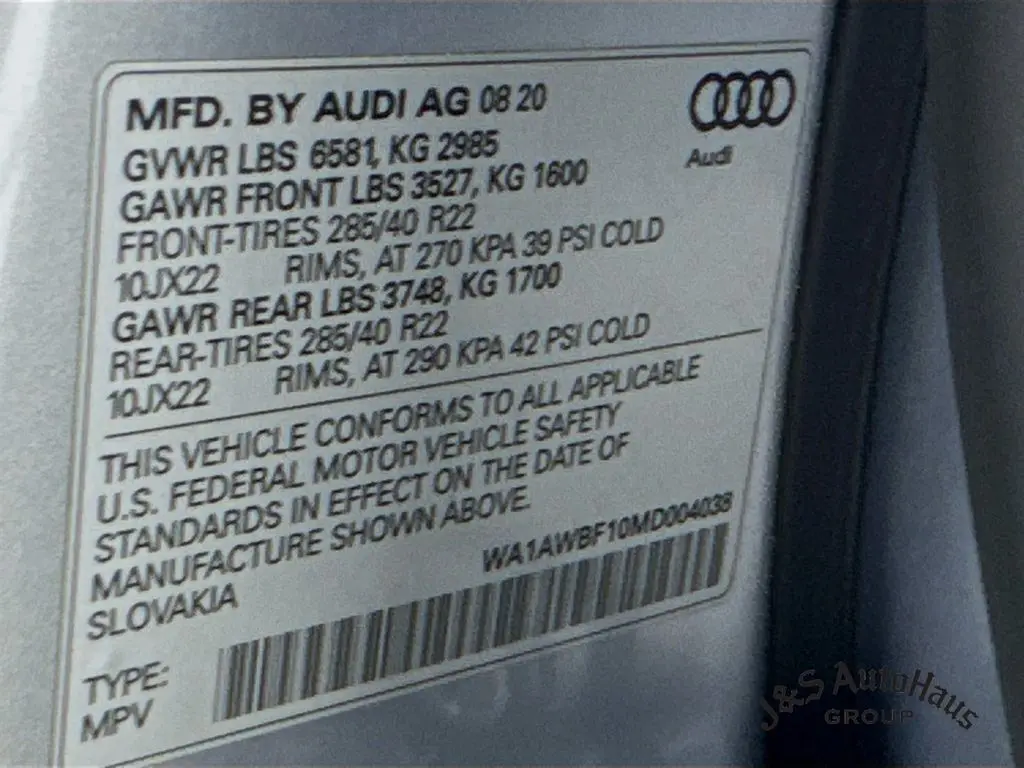 MFD. BY AUDI AG 08 20
Audi
GVWR LBS 6581, KG 2985
GAWR FRONT LBS 3527, KG 1600
FRONT-TIRES 285/40 R22
10JX22 RIMS, AT 270 KPA 39 PSI COLD
GAWR REAR LBS 3748, KG 1700
REAR-TIRES 285/40 R22
10JX22 RIMS, AT 290 KPA 42 PSI COLD
THIS VEHICLE CONFORMS TO ALL APPLICABLE
U.S. FEDERAL MOTOR VEHICLE SAFETY
STANDARDS IN EFFECT ON THE DATE OF
MANUFACTURE SHOWN ABOVE.
SLOVAKIA
WA1AWBF10MD004038
TYPE:
MPV
J&S AutoHaus
GROUP